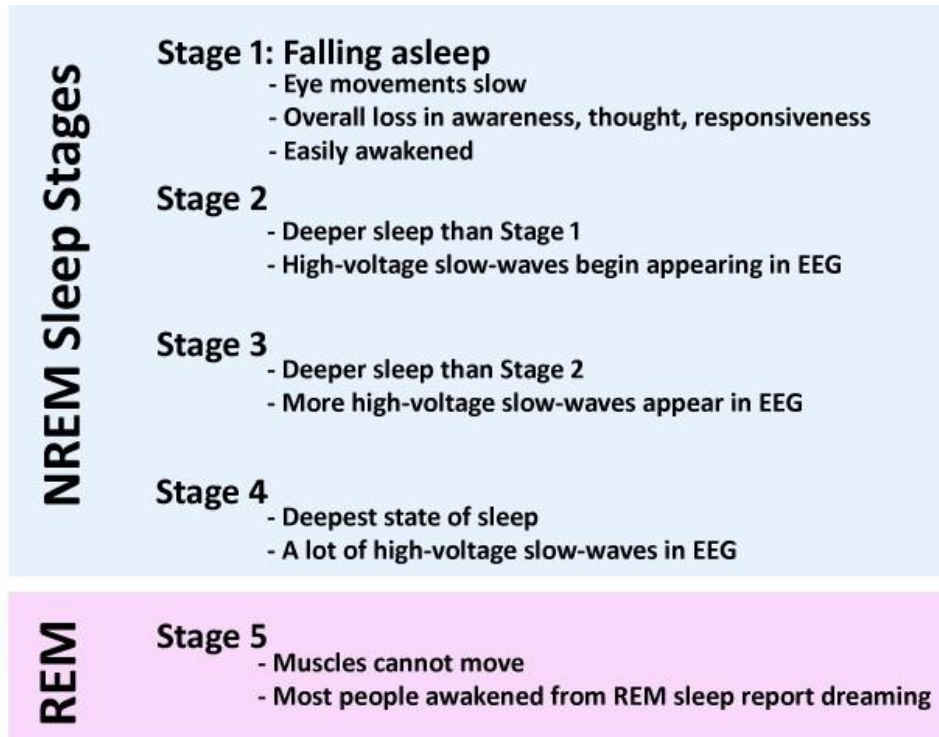 NREM Sleep Stages
Stage 1: Falling asleep
- Eye movements slow
- Overall loss in awareness, thought, responsiveness
- Easily awakened
Stage 2
- Deeper sleep than Stage 1
- High-voltage slow-waves begin appearing in EEG
Stage 3
- Deeper sleep than Stage 2
- More high-voltage slow-waves appear in EEG
Stage 4
- Deepest state of sleep
- A lot of high-voltage slow-waves in EEG
REM
Stage 5
- Muscles cannot move
- Most people awakened from REM sleep report dreaming